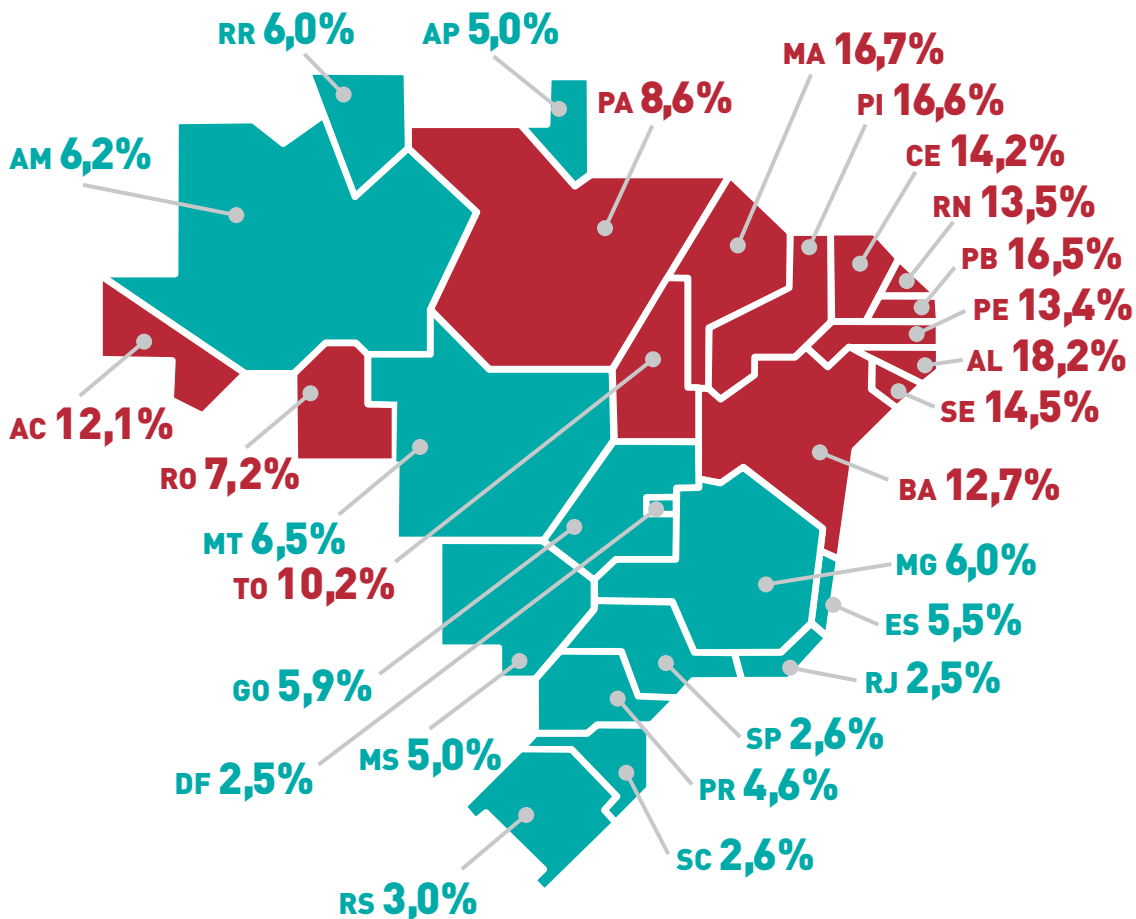 RR 6,0%
AP 5,0%
MA 16,7%
PA 8,6%
PI 16,6%
AM 6,2%
CE 14,2%
RN 13,5%
PB 16,5%
PE 13,4%
AL 18,2%
SE 14,5%
AC 12,1%
RO 7,2%
BA 12,7%
MT 6,5%
TO 10,2%
MG 6,0%
ES 5,5%
GO 5,9%
RJ 2,5%
MS 5,0%
SP 2,6%
DF 2,5%
PR 4,6%
SC 2,6%
RS 3,0%